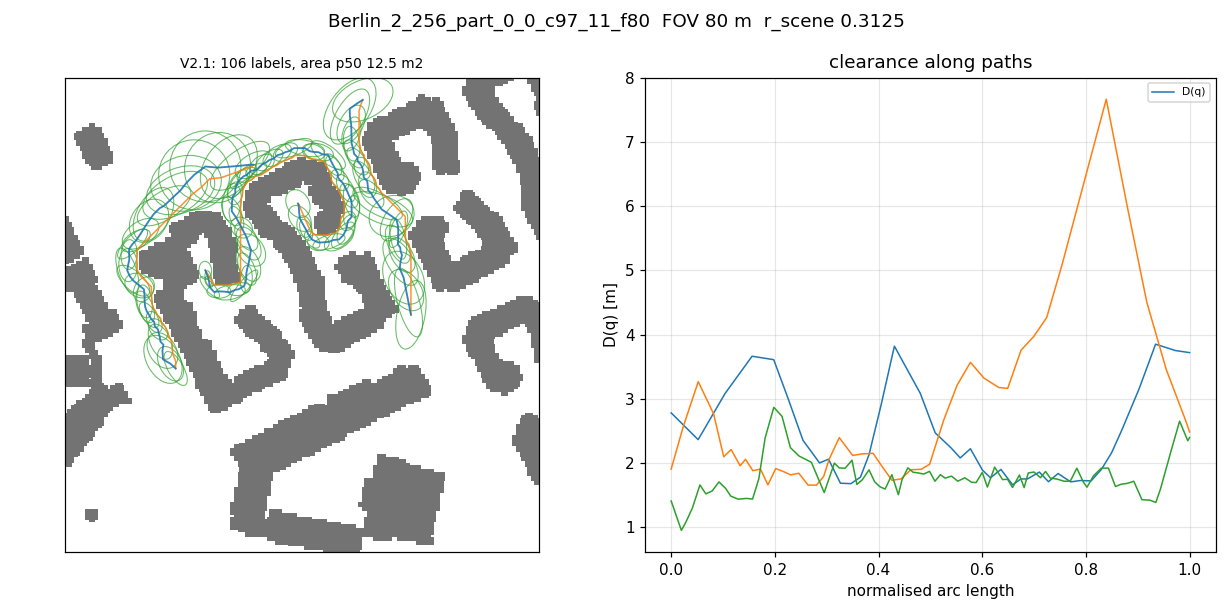 Berlin_2_256_part_0_0_c97_11_f80  FOV 80 m  r_scene 0.3125
V2.1: 106 labels, area p50 12.5 m2
clearance along paths
D(q)
8
7
6
5
4
3
2
1
D(q) [m]
0.0 0.2 0.4 0.6 0.8 1.0
normalised arc length